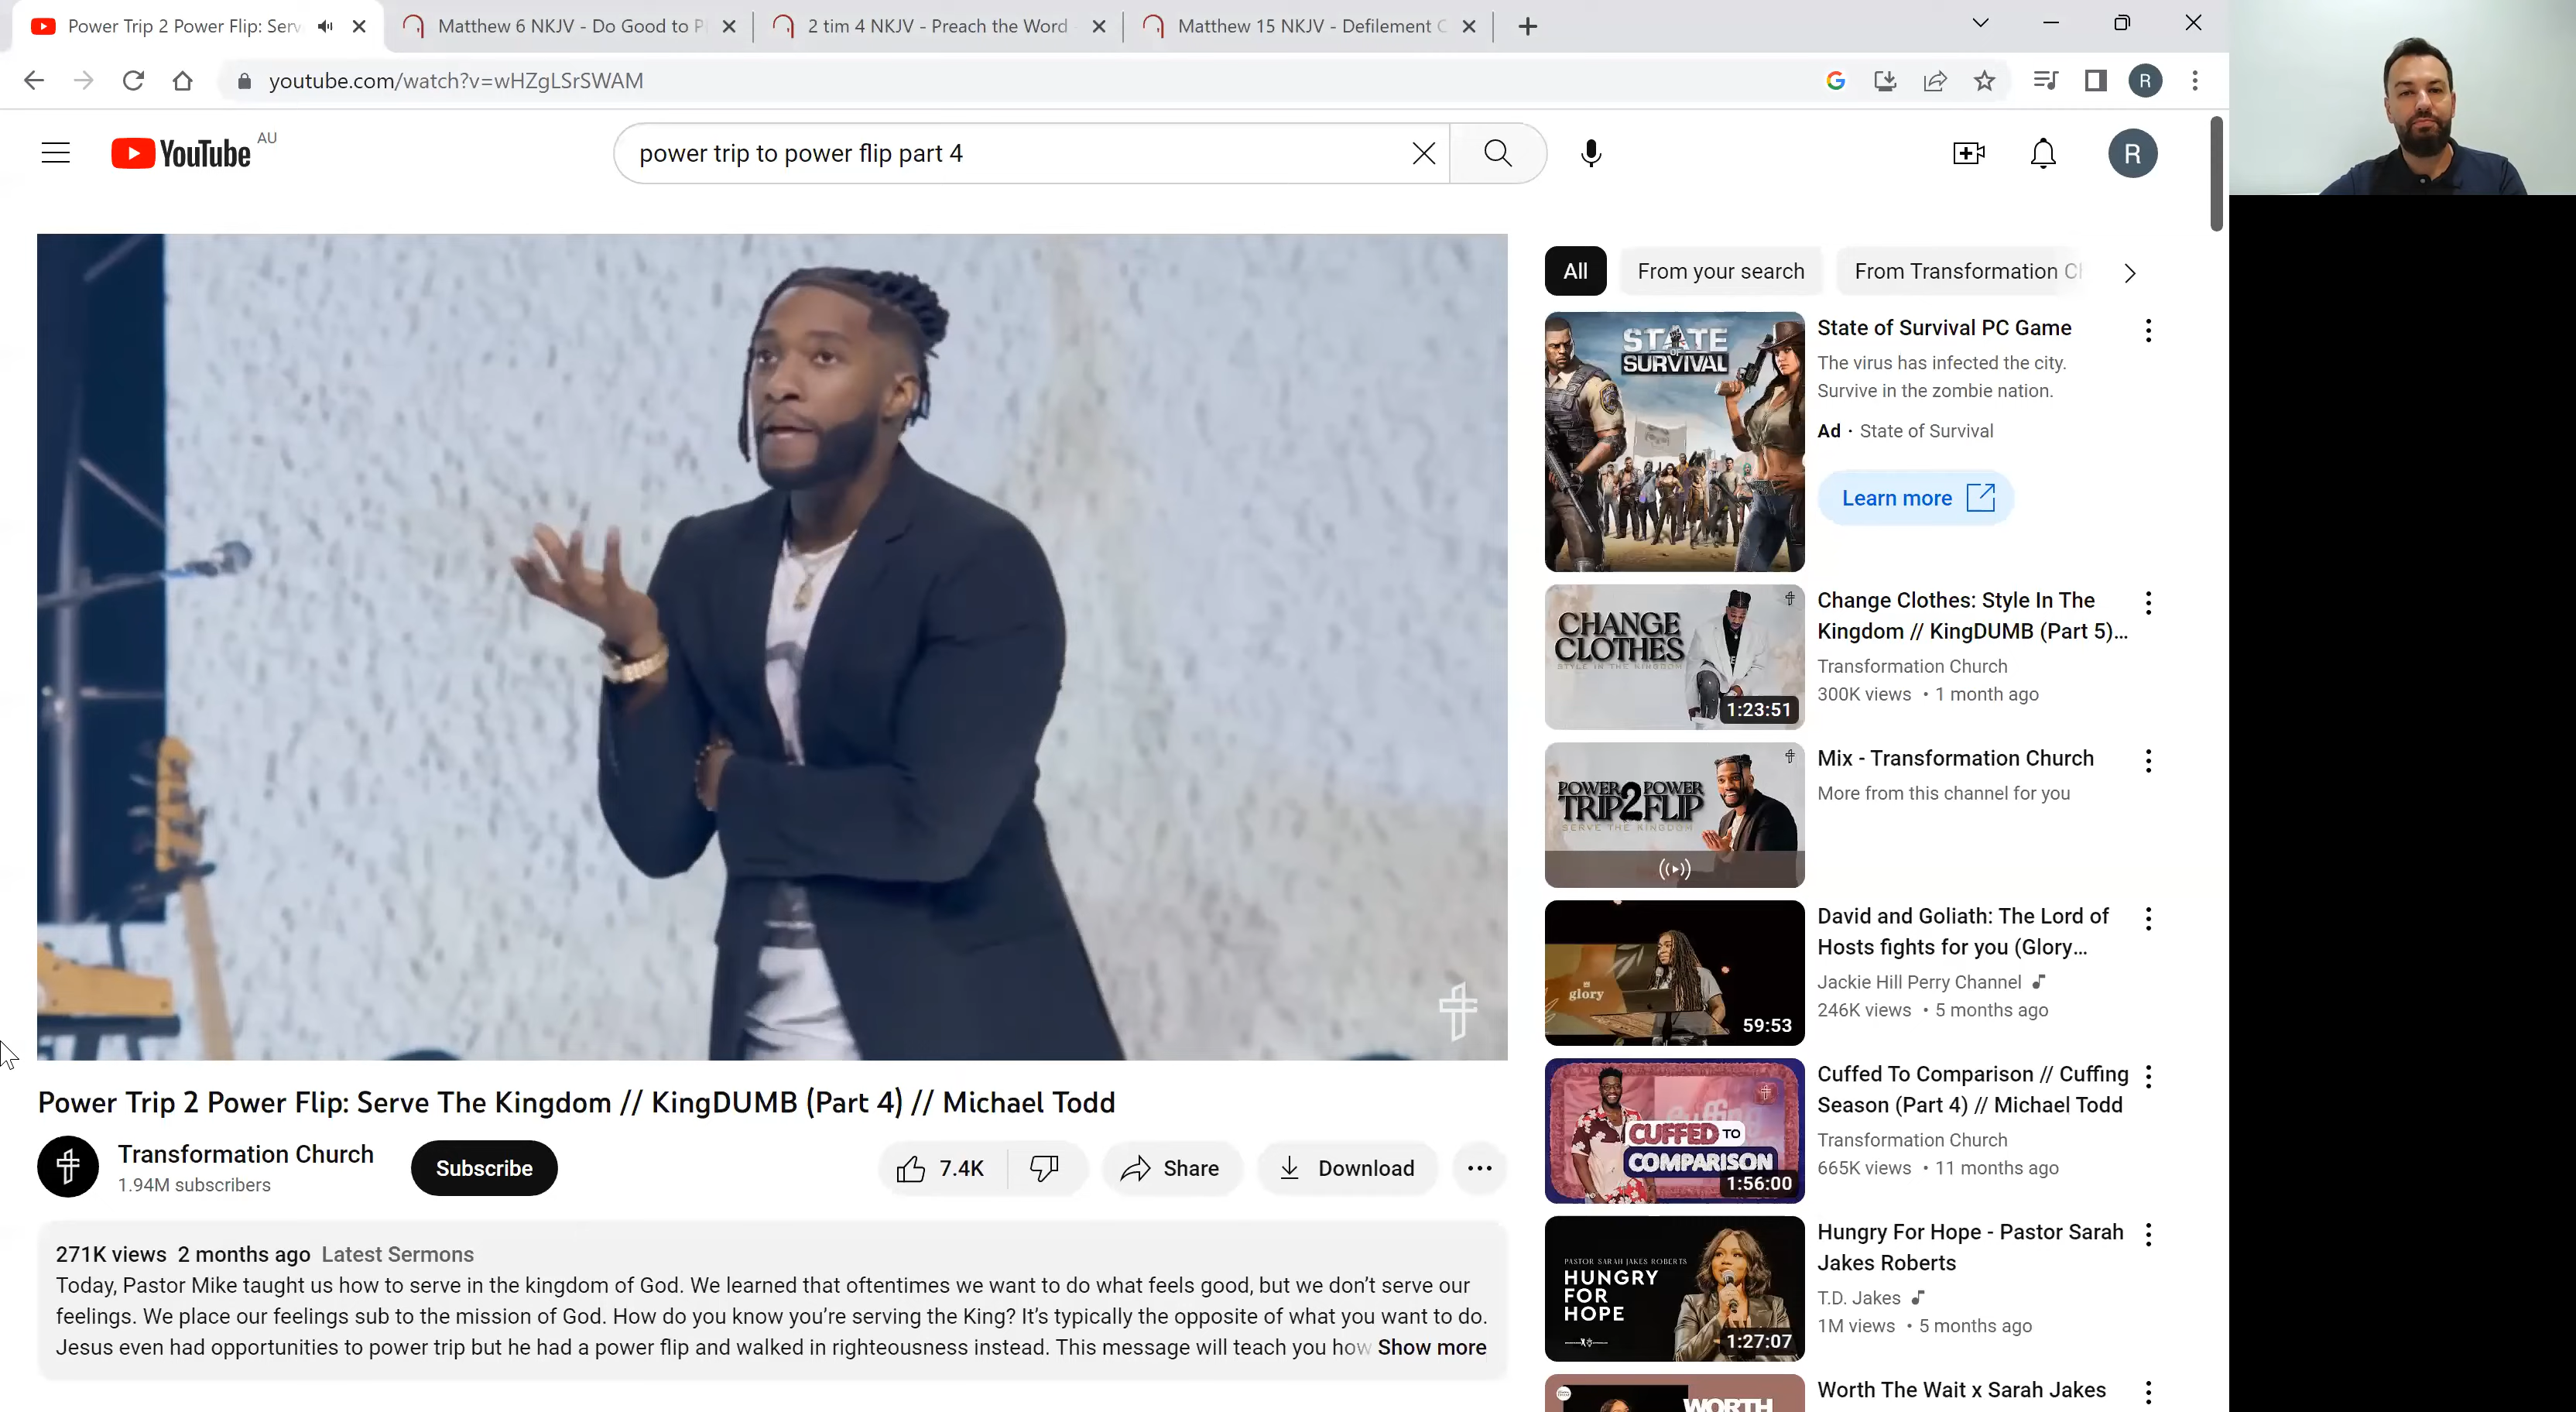 Power Trip 2 Power Flip: Serv
Matthew 6 NKJV - Do Good to P
2 tim 4 NKJV - Preach the Word
Matthew 15 NKJV - Defilement C
youtube.com/watch?v=wHZgLSrSWAM
R
YouTube
AU
power trip to power flip part 4
R
All
From your search
From Transformation Ch
STATE
OF
SURVIVAL
State of Survival PC Game
The virus has infected the city.
Survive in the zombie nation.
Ad · State of Survival
Learn more
CHANGE
CLOTHES
STYLE IN THE KINGDOM
1:23:51
Change Clothes: Style In The
Kingdom // KingDUMB (Part 5)...
Transformation Church
300K views • 1 month ago
POWER 2 POWER
TRIP FLIP
SERVE THE KINGDOM
Mix - Transformation Church
More from this channel for you
glory
59:53
David and Goliath: The Lord of
Hosts fights for you (Glory...
Jackie Hill Perry Channel
246K views • 5 months ago
CUFFED TO
COMPARISON
1:56:00
Cuffed To Comparison // Cuffing
Season (Part 4) // Michael Todd
Transformation Church
665K views • 11 months ago
PASTOR SARAH JAKES ROBERTS
HUNGRY
FOR
HOPE
1:27:07
Hungry For Hope - Pastor Sarah
Jakes Roberts
T.D. Jakes
1M views • 5 months ago
WORTH
Worth The Wait x Sarah Jakes
Power Trip 2 Power Flip: Serve The Kingdom // KingDUMB (Part 4) // Michael Todd
Transformation Church
1.94M subscribers
Subscribe
7.4K
Share
Download
271K views 2 months ago Latest Sermons
Today, Pastor Mike taught us how to serve in the kingdom of God. We learned that oftentimes we want to do what feels good, but we don't serve our
feelings. We place our feelings sub to the mission of God. How do you know you're serving the King? It's typically the opposite of what you want to do.
Jesus even had opportunities to power trip but he had a power flip and walked in righteousness instead. This message will teach you how Show more